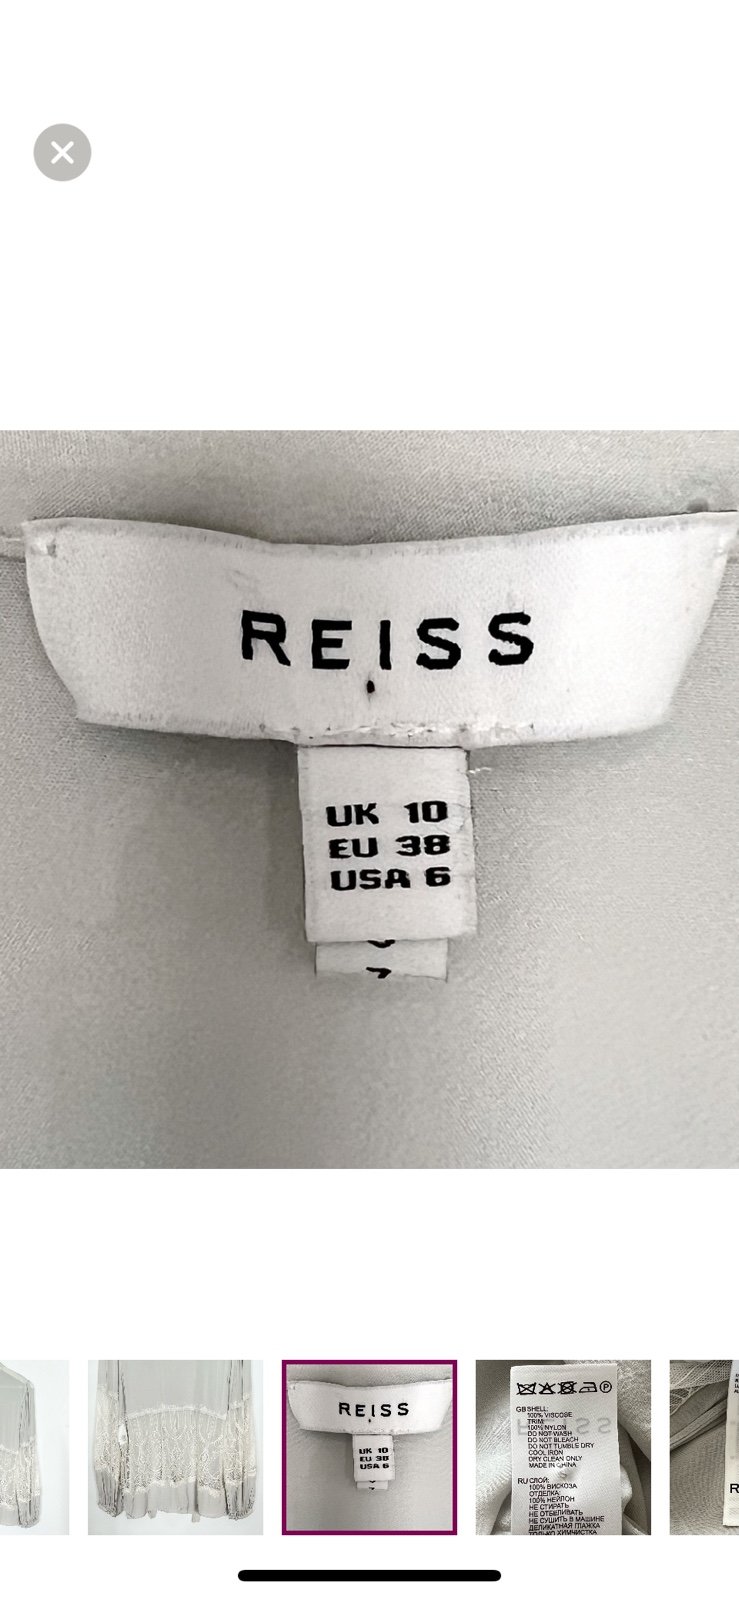 REISS
UK 10
EU 38
USA 6
REISS
UK 10
EU 38
USA 6
GB SHELL:
100% VISCOSE
TRIM:
100% NYLON
DO NOT WASH
DO NOT BLEACH
DO NOT TUMBLE DRY
COOL IRON
DRY CLEAN ONLY
MADE IN CHINA
RU СЛОЙ:
100% ВИСКОЗА
ОТДЕЛКА:
100% НЕЙЛОН
НЕ СТИРАТЬ
НЕ ОТБЕЛИВАТЬ
НЕ СУШИТЬ В МАШИНЕ
ДЕЛИКАТНАЯ ГЛАЖКА
ТОЛЬКО ХИМЧИСТКА
R